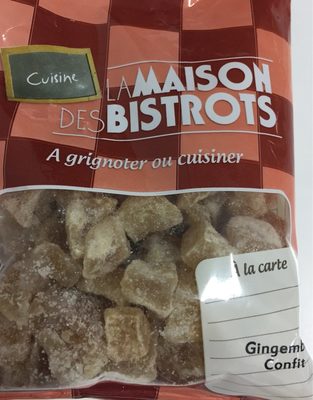 Cuisine
LA MAISON
DES BISTROTS
A grignoter ou cuisiner
À la carte
Gingemb
Confit